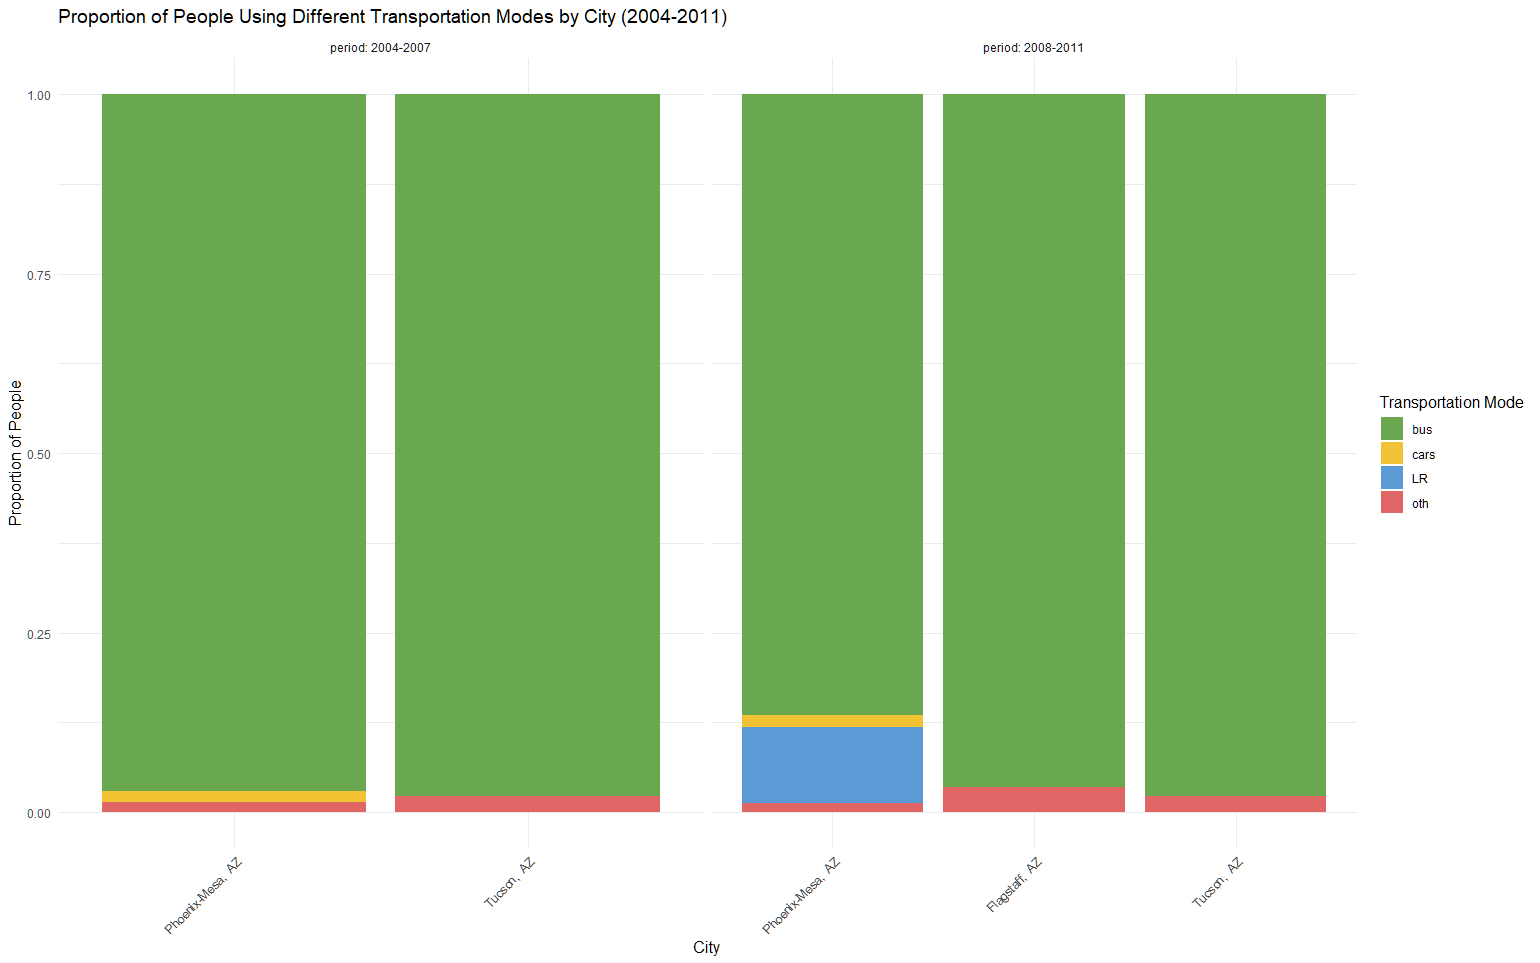 Proportion of People Using Different Transportation Modes by City (2004-2011)
period: 2004-2007
period: 2008-2011
Proportion of People
1.00
0.75
0.50
0.25
0.00
Phoenix-Mesa, AZ
Tucson, AZ
Phoenix-Mesa, AZ
Flagstaff, AZ
Tucson, AZ
City
Transportation Mode
bus
cars
LR
oth